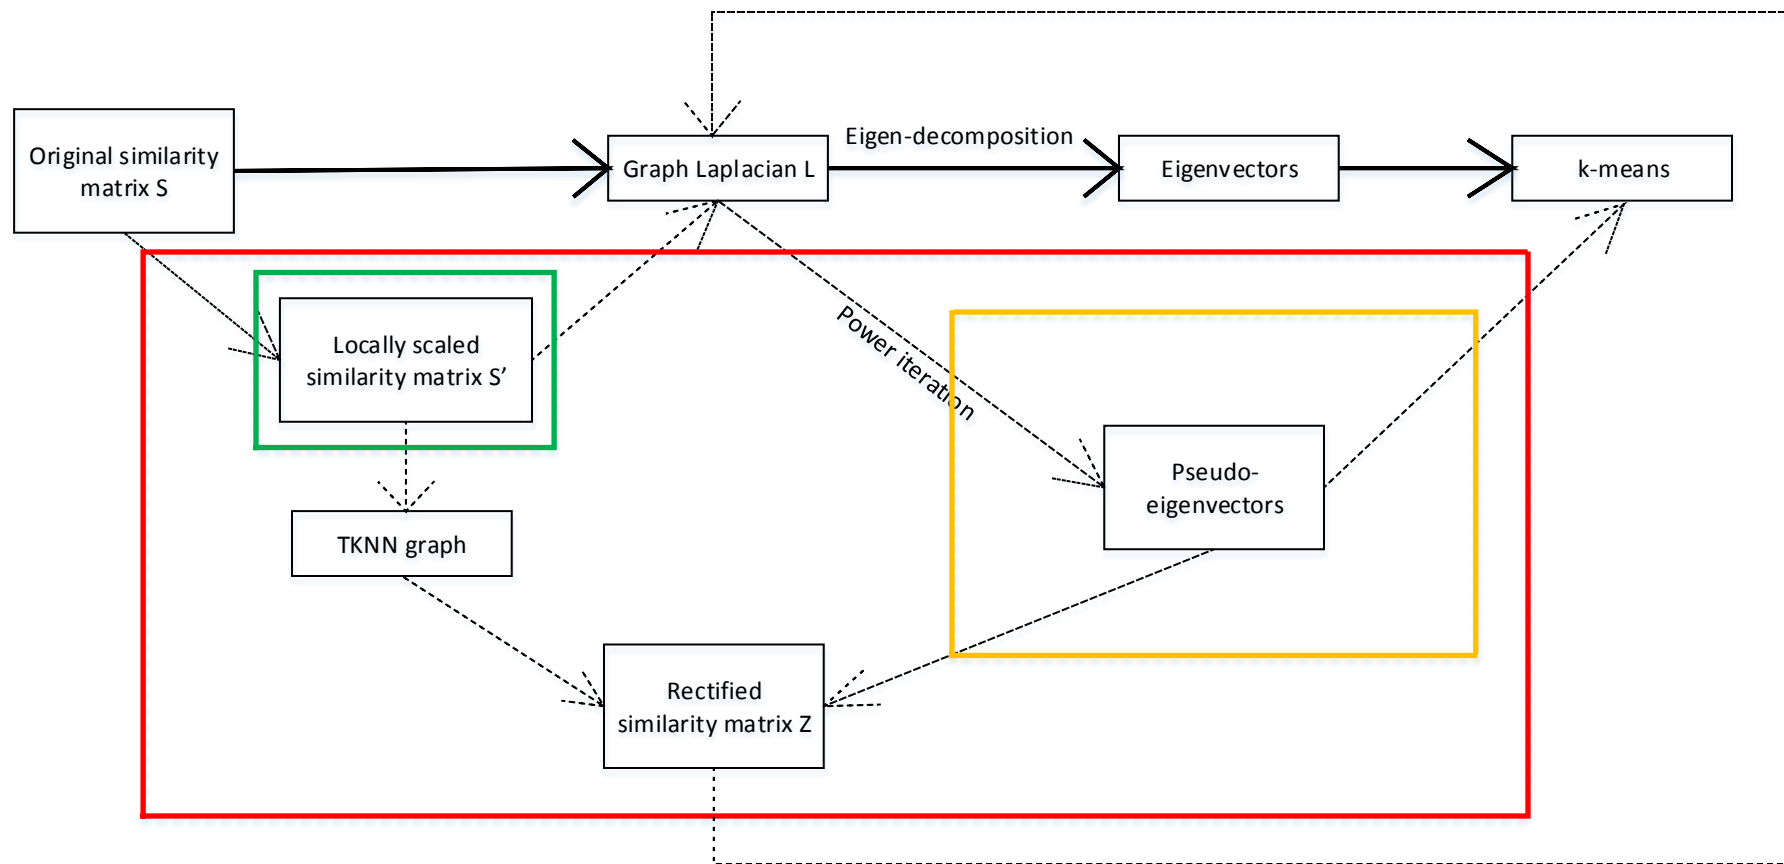 Eigen-decomposition
Original similarity
matrix S
Graph Laplacian L
Eigenvectors
k-means
Locally scaled
similarity matrix S’
Power iteration
Pseudo-
eigenvectors
TKNN graph
Rectified
similarity matrix Z